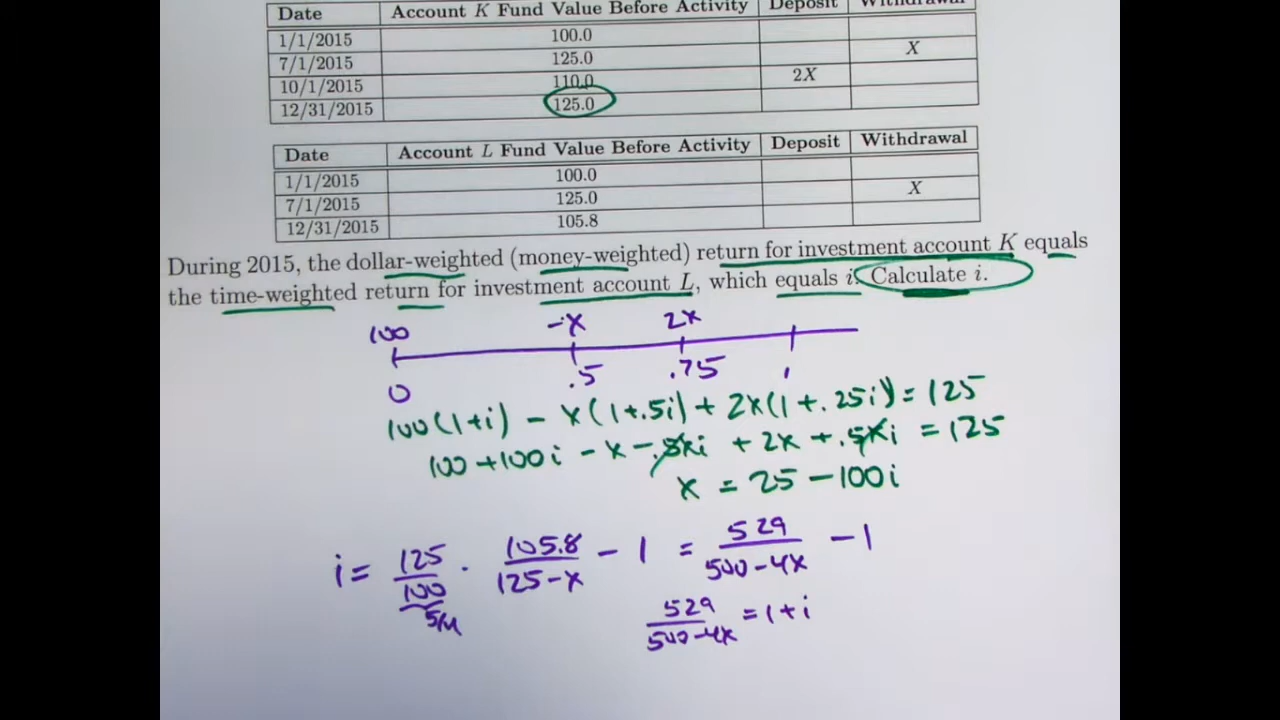 Date Account K Fund Value Before Activity Deposit Withdrawal
1/1/2015 100.0
7/1/2015 125.0 X
10/1/2015 110.0 2X
12/31/2015 125.0
Date Account L Fund Value Before Activity Deposit Withdrawal
1/1/2015 100.0
7/1/2015 125.0 X
12/31/2015 105.8
During 2015, the dollar-weighted (money-weighted) return for investment account K equals
the time-weighted return for investment account L, which equals i. Calculate i.
100 -X 2X
0 .5 .75 1
100(1+i) - x(1+.5i) + 2x(1+.25i) = 125
100 +100i - x - .5xi + 2x + .5xi = 125
x = 25 - 100i
i = 125/100 · 105.8/125-x - 1 = 529/500-4x - 1
5/4
529/500-4x = 1+i